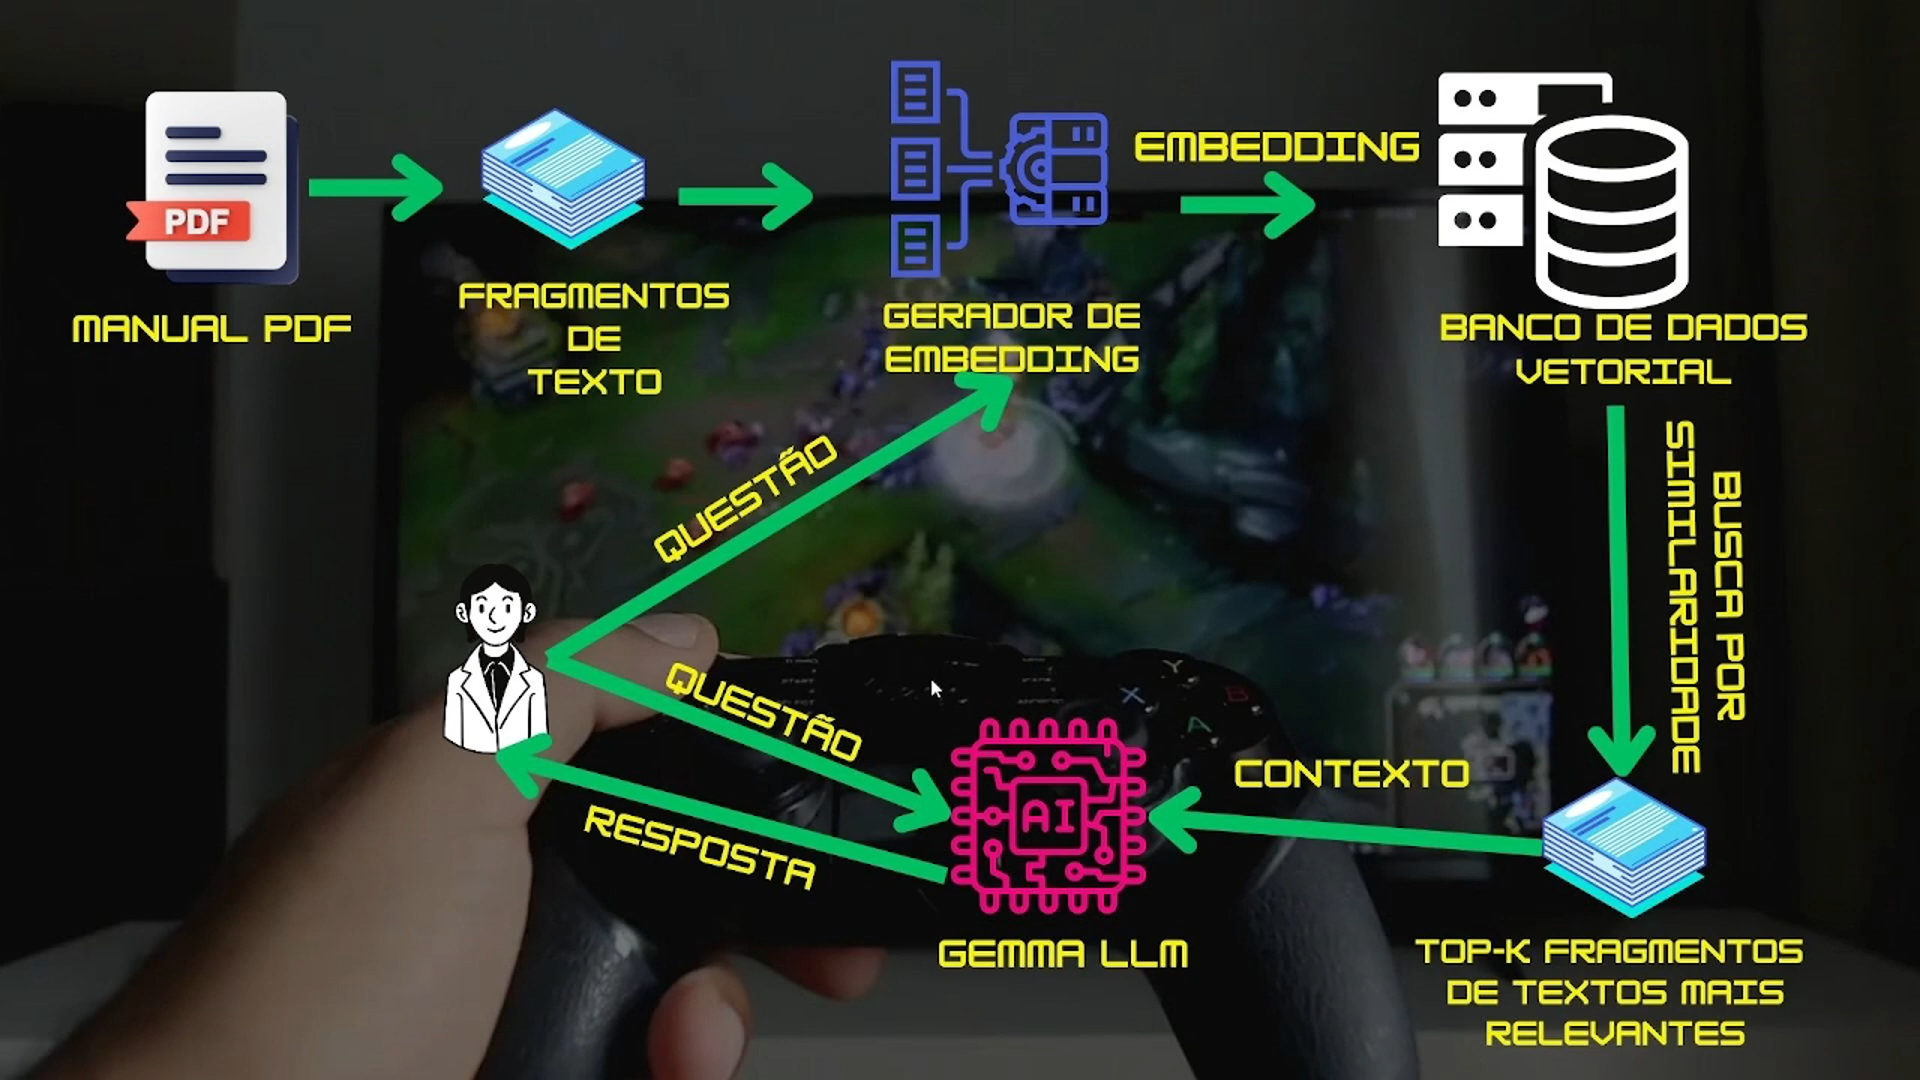 PDF
MANUAL PDF
FRAGMENTOS
DE
TEXTO
GERADOR DE
EMBEDDING
EMBEDDING
BANCO DE DADOS
VETORIAL
BUSCA POR
SIMILARIDADE
QUESTÃO
QUESTÃO
RESPOSTA
AI
GEMMA LLM
CONTEXTO
TOP-K FRAGMENTOS
DE TEXTOS MAIS
RELEVANTES
Y
X
B
A